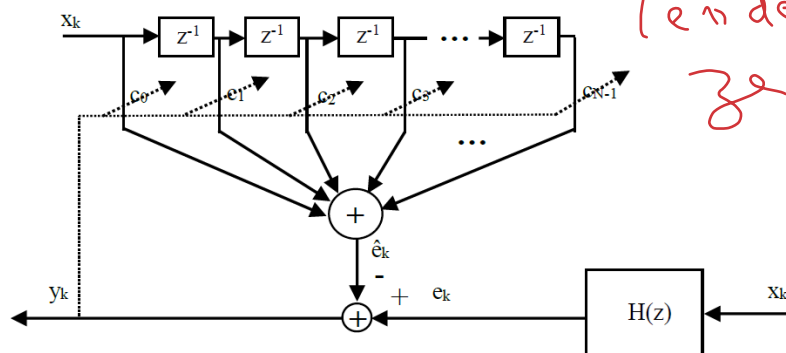 xk z⁻¹ z⁻¹ z⁻¹ ... z⁻¹
c0 c1 c2 c3 cN-1
...
+
êk
-
yk + + ek H(z) xk